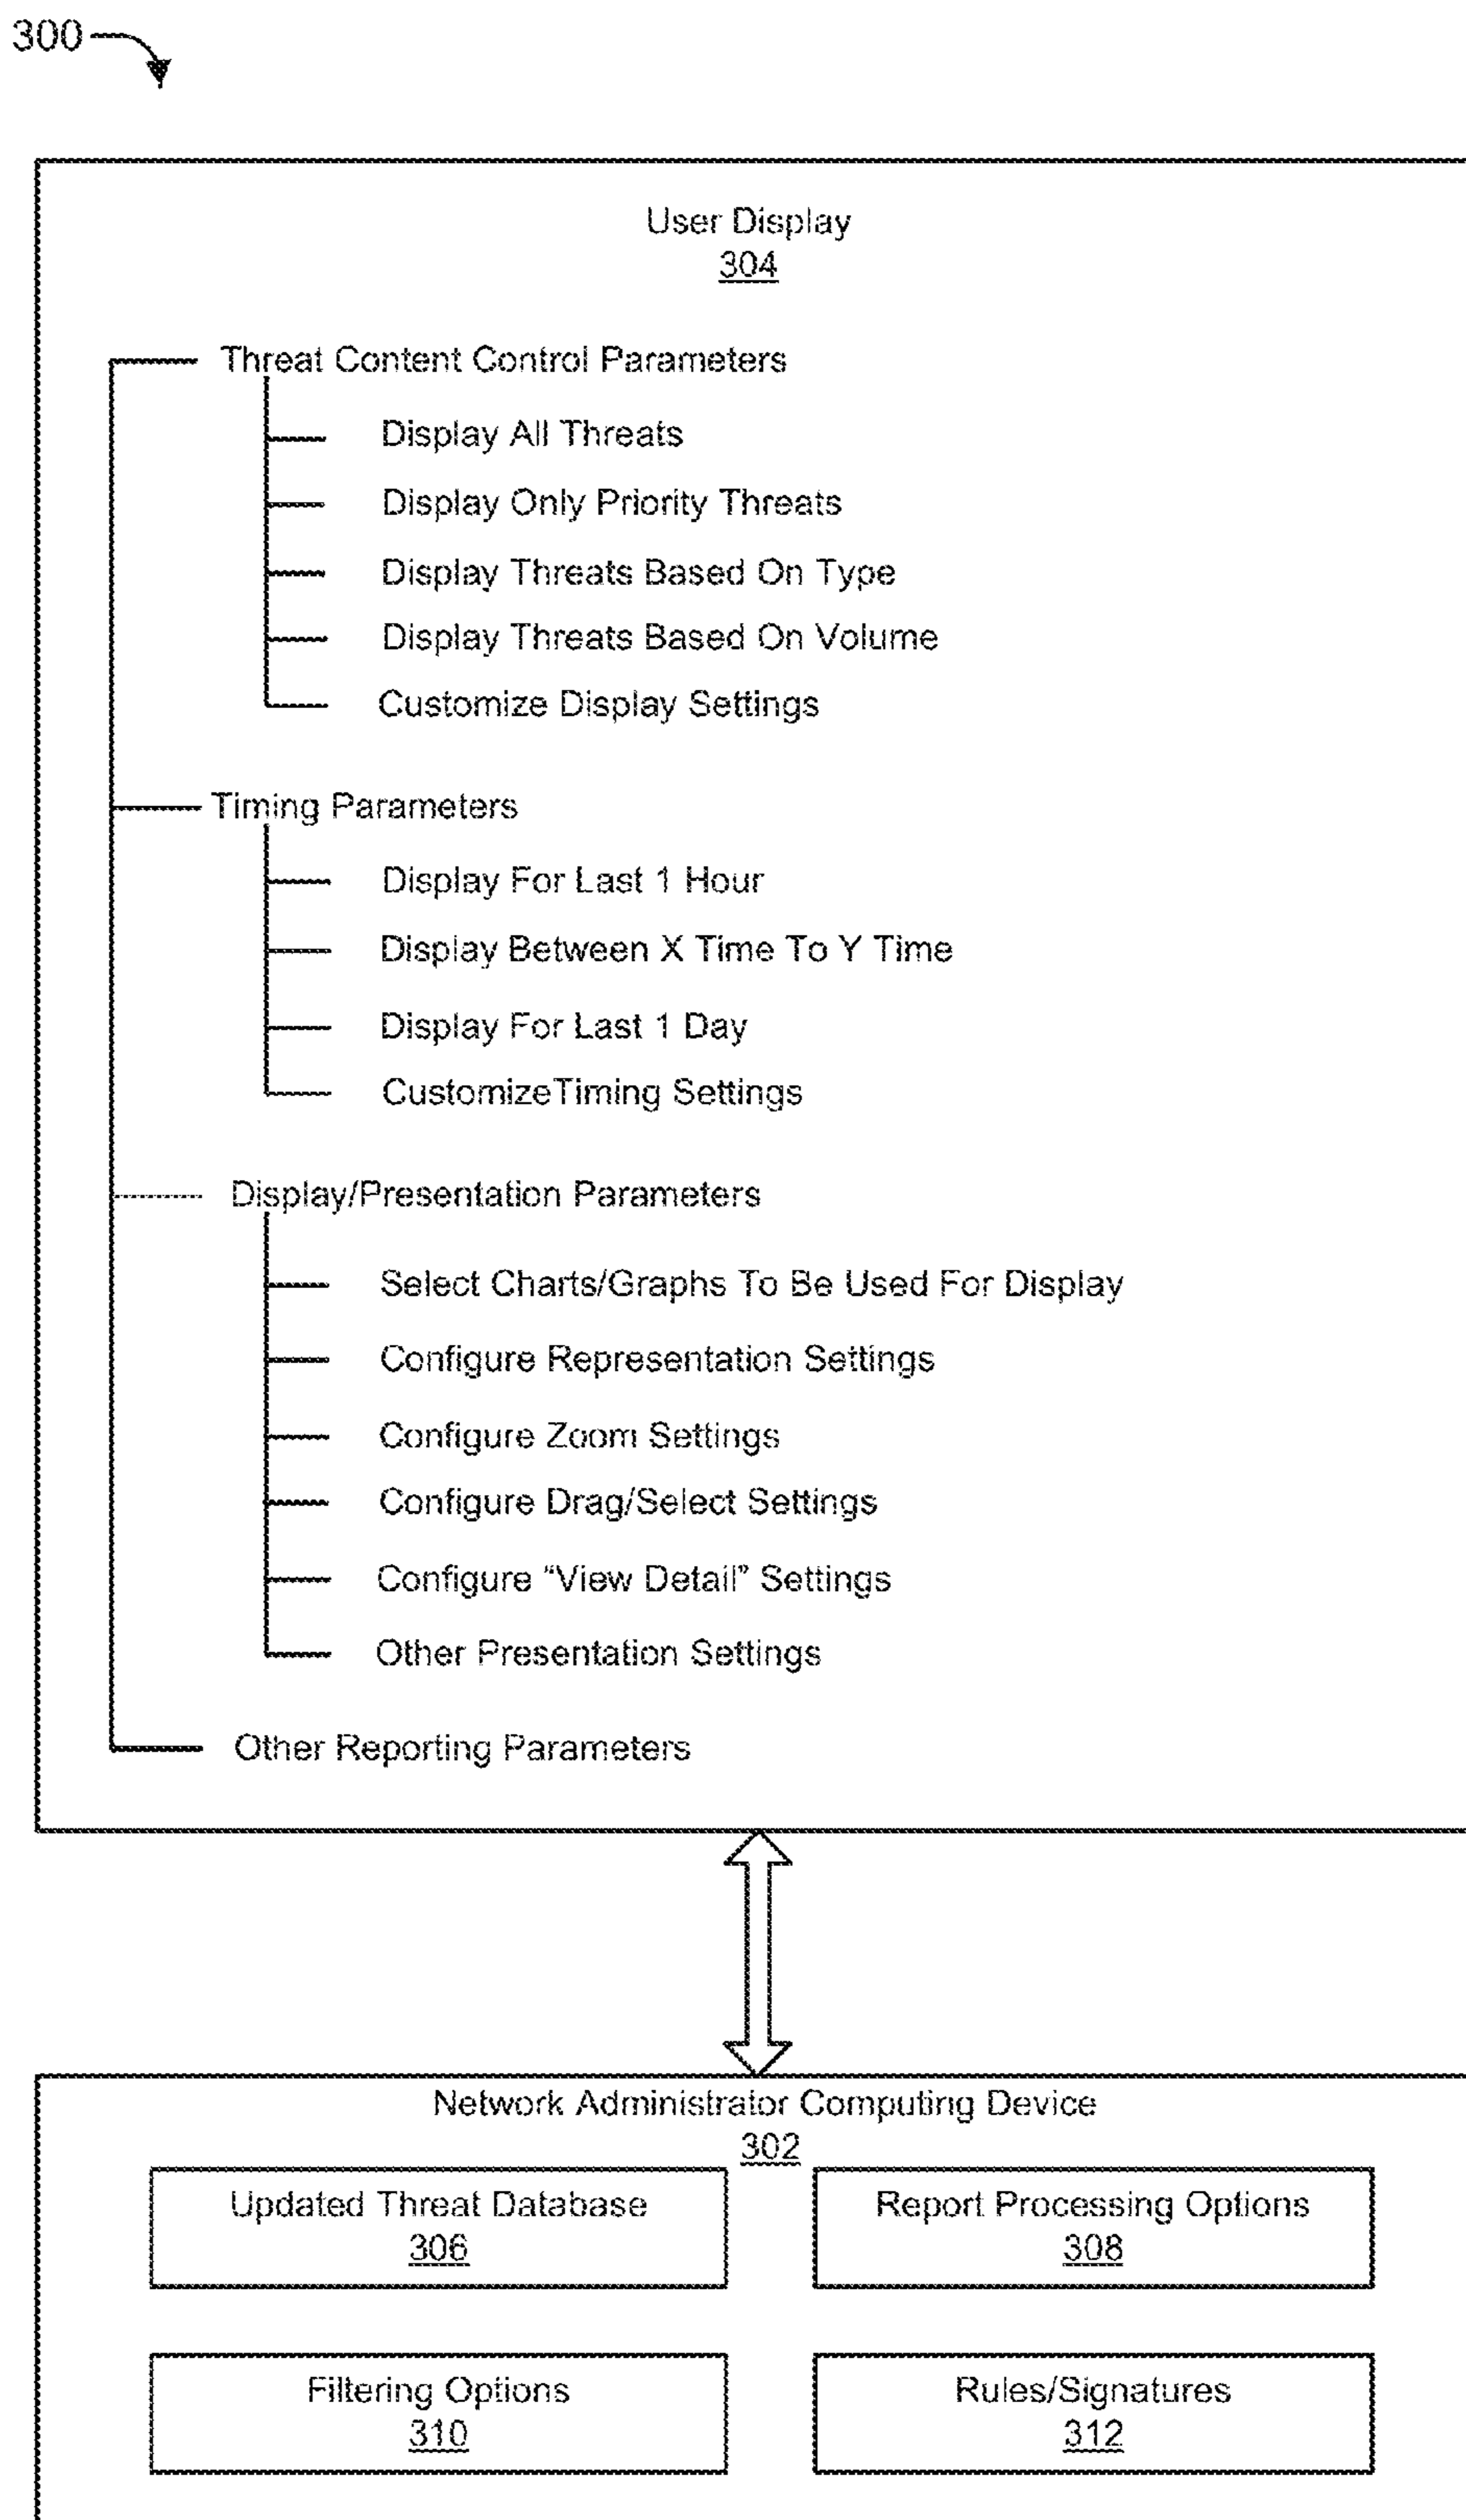 300
User Display
304
Threat Content Control Parameters
Display All Threats
Display Only Priority Threats
Display Threats Based On Type
Display Threats Based On Volume
Customize Display Settings
Timing Parameters
Display For Last 1 Hour
Display Between X Time To Y Time
Display For Last 1 Day
CustomizeTiming Settings
Display/Presentation Parameters
Select Charts/Graphs To Be Used For Display
Configure Representation Settings
Configure Zoom Settings
Configure Drag/Select Settings
Configure “View Detail” Settings
Other Presentation Settings
Other Reporting Parameters
Network Administrator Computing Device
302
Updated Threat Database
306
Report Processing Options
308
Filtering Options
310
Rules/Signatures
312